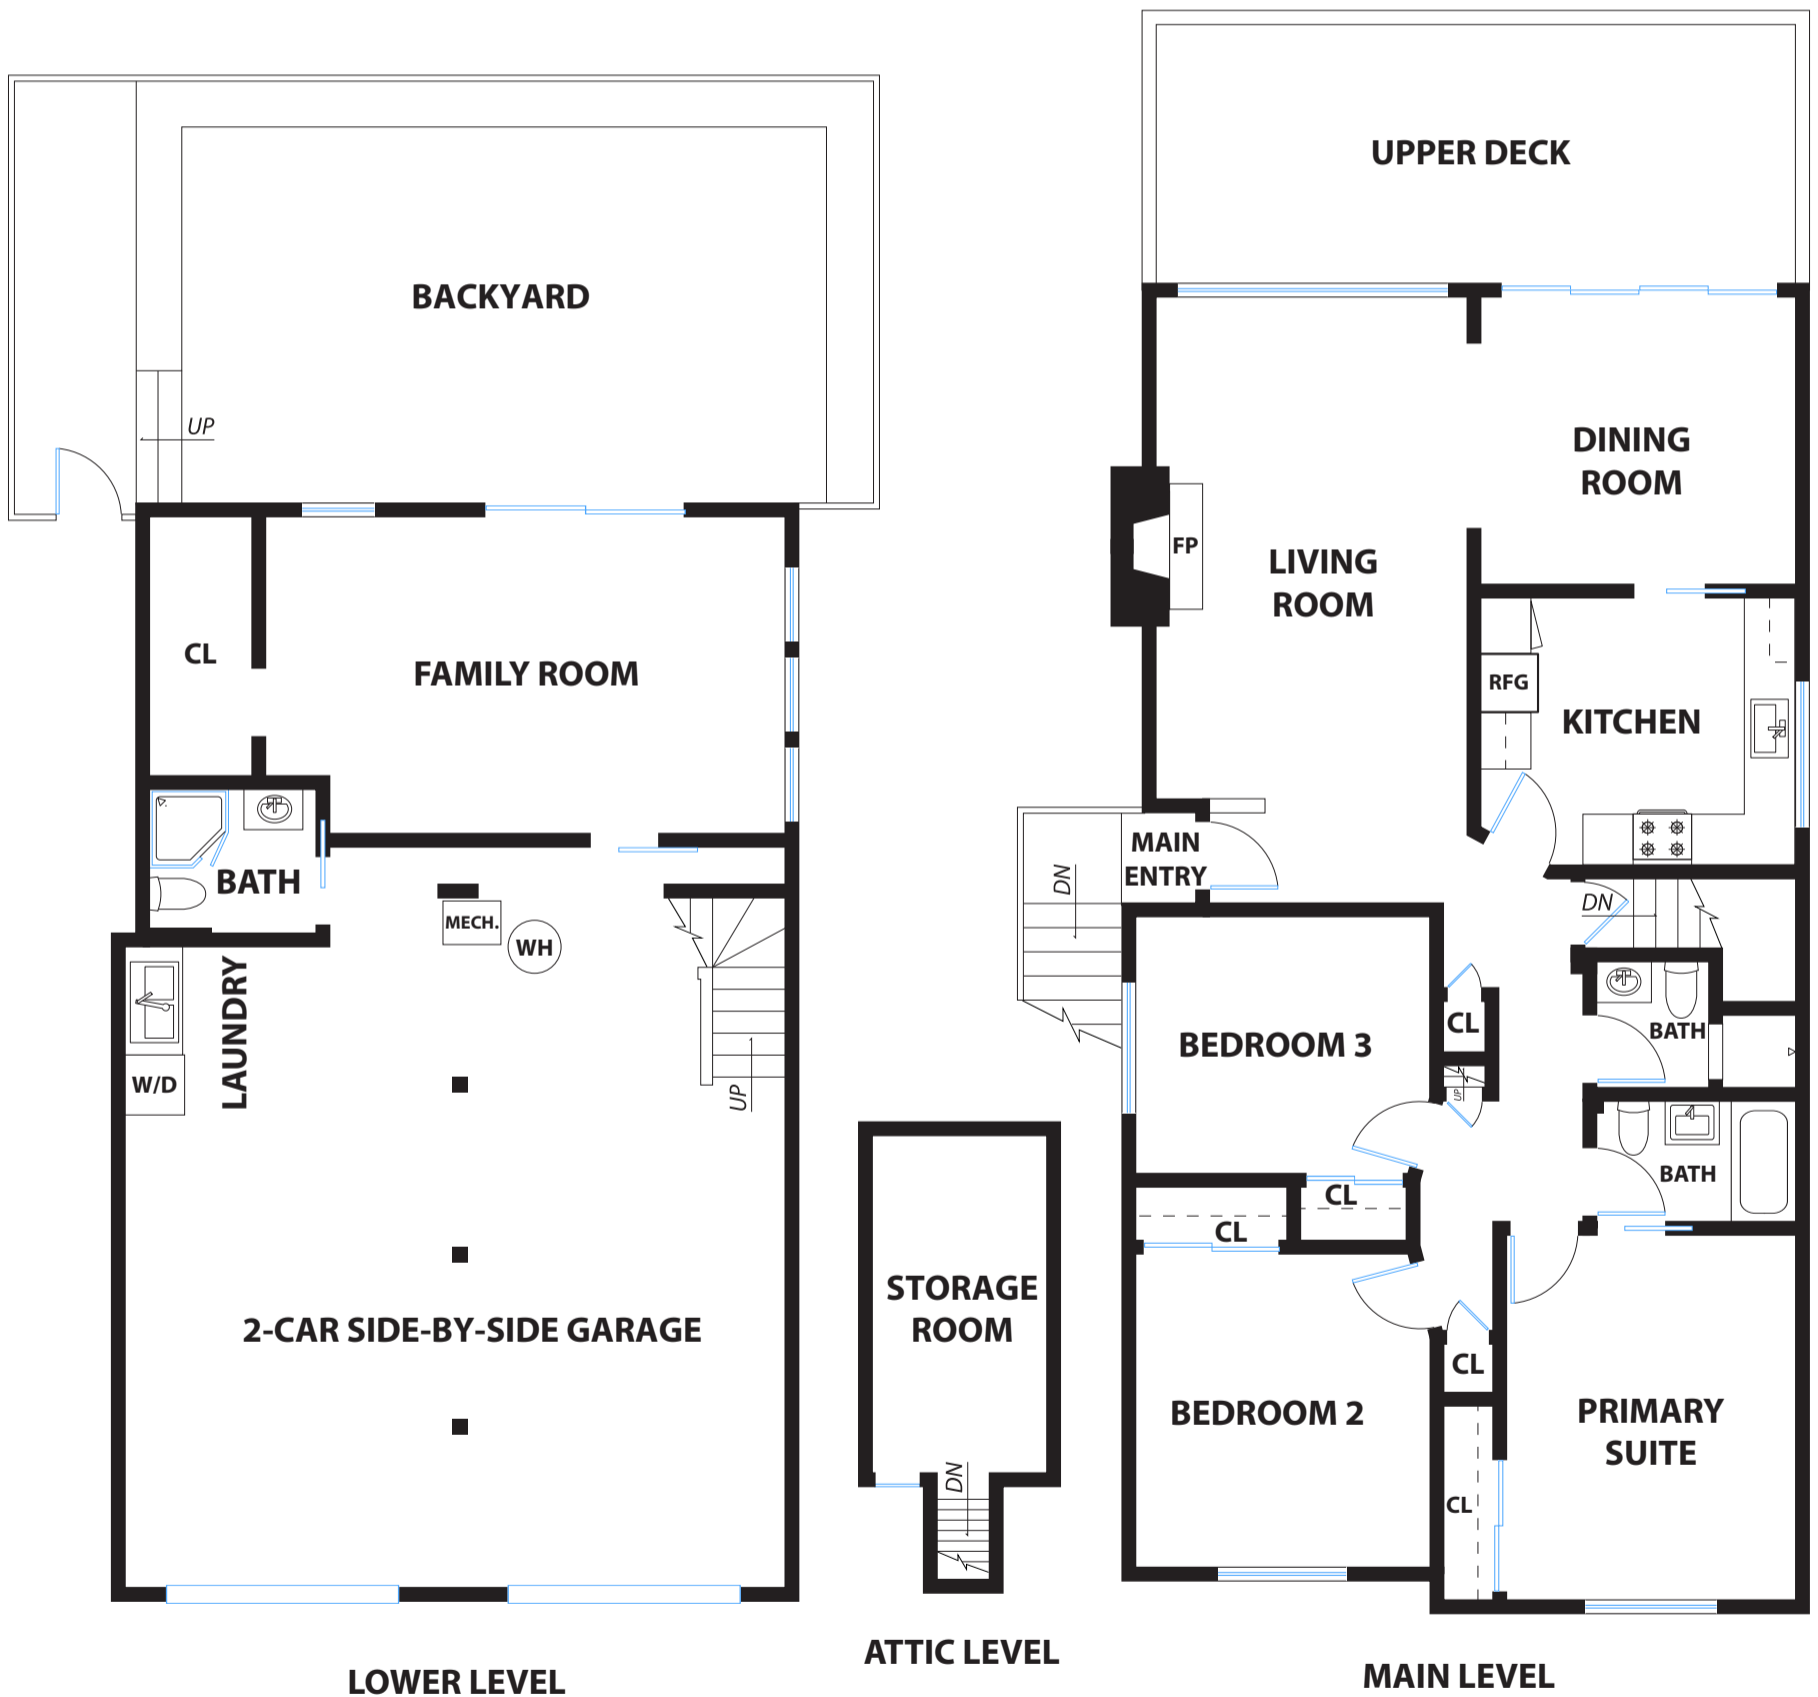 BACKYARD
UP
CL
FAMILY ROOM
BATH
MECH.
WH
LAUNDRY
W/D
UP
2-CAR SIDE-BY-SIDE GARAGE
LOWER LEVEL
STORAGE
ROOM
DN
ATTIC LEVEL
UPPER DECK
DINING
ROOM
FP
LIVING
ROOM
RFG
KITCHEN
MAIN
ENTRY
DN
DN
CL
BATH
BEDROOM 3
UP
BATH
CL
CL
CL
BEDROOM 2
PRIMARY
SUITE
CL
MAIN LEVEL